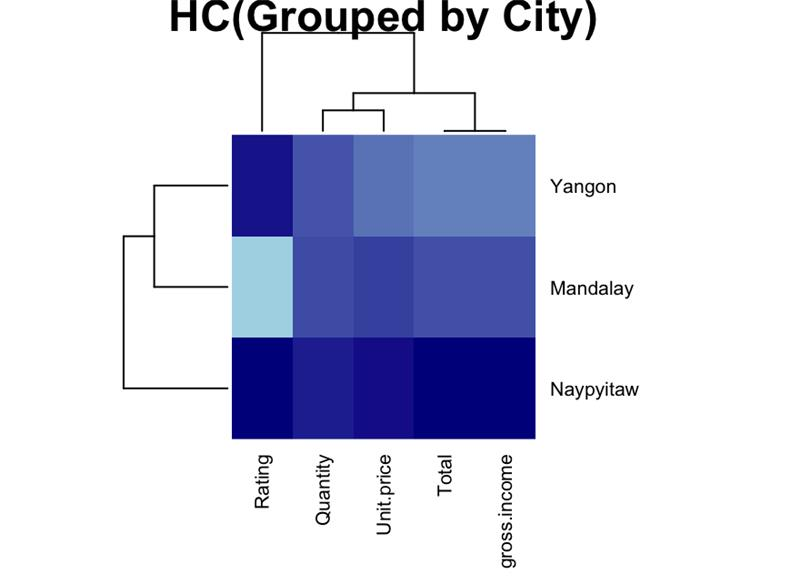 HC(Grouped by City)
Yangon
Mandalay
Naypyitaw
Rating
Quantity
Unit.price
Total
gross.income